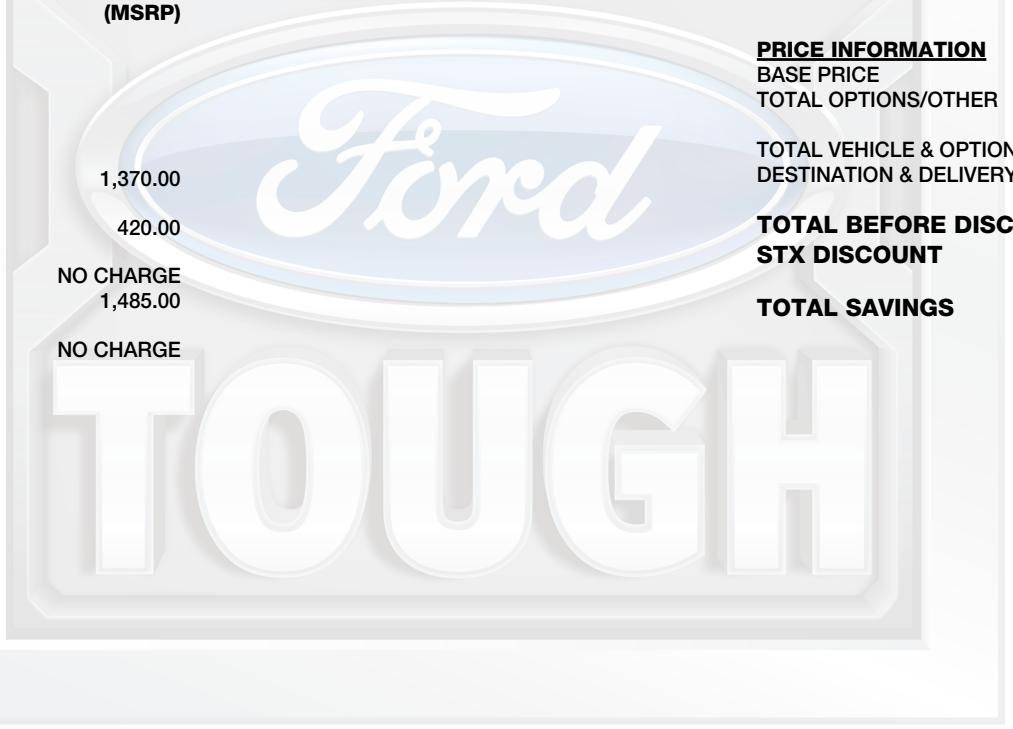 (MSRP)
1,370.00
420.00
NO CHARGE
1,485.00
NO CHARGE
PRICE INFORMATION
BASE PRICE
TOTAL OPTIONS/OTHER
TOTAL VEHICLE & OPTION
DESTINATION & DELIVERY
TOTAL BEFORE DISC
STX DISCOUNT
TOTAL SAVINGS
Ford
TOUGH